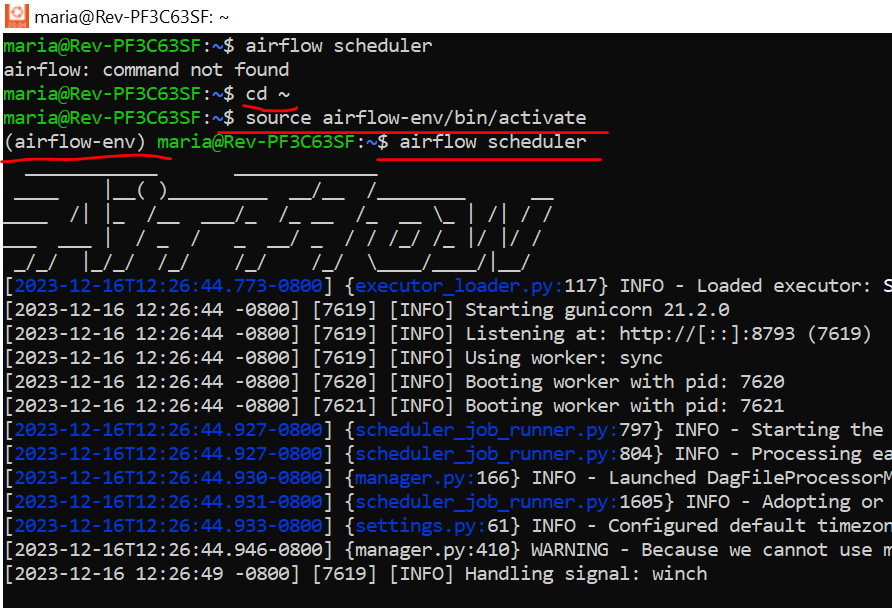 maria@Rev-PF3C63SF: ~
maria@Rev-PF3C63SF:~$ airflow scheduler
airflow: command not found
maria@Rev-PF3C63SF:~$ cd ~
maria@Rev-PF3C63SF:~$ source airflow-env/bin/activate
(airflow-env) maria@Rev-PF3C63SF:~$ airflow scheduler
[2023-12-16T12:26:44.773-0800] {executor_loader.py:117} INFO - Loaded executor: S
[2023-12-16 12:26:44 -0800] [7619] [INFO] Starting gunicorn 21.2.0
[2023-12-16 12:26:44 -0800] [7619] [INFO] Listening at: http://[::]:8793 (7619)
[2023-12-16 12:26:44 -0800] [7619] [INFO] Using worker: sync
[2023-12-16 12:26:44 -0800] [7620] [INFO] Booting worker with pid: 7620
[2023-12-16 12:26:44 -0800] [7621] [INFO] Booting worker with pid: 7621
[2023-12-16T12:26:44.927-0800] {scheduler_job_runner.py:797} INFO - Starting the
[2023-12-16T12:26:44.927-0800] {scheduler_job_runner.py:804} INFO - Processing ea
[2023-12-16T12:26:44.930-0800] {manager.py:166} INFO - Launched DagFileProcessorM
[2023-12-16T12:26:44.931-0800] {scheduler_job_runner.py:1605} INFO - Adopting or
[2023-12-16T12:26:44.933-0800] {settings.py:61} INFO - Configured default timezon
[2023-12-16T12:26:44.946-0800] {manager.py:410} WARNING - Because we cannot use m
[2023-12-16 12:26:49 -0800] [7619] [INFO] Handling signal: winch